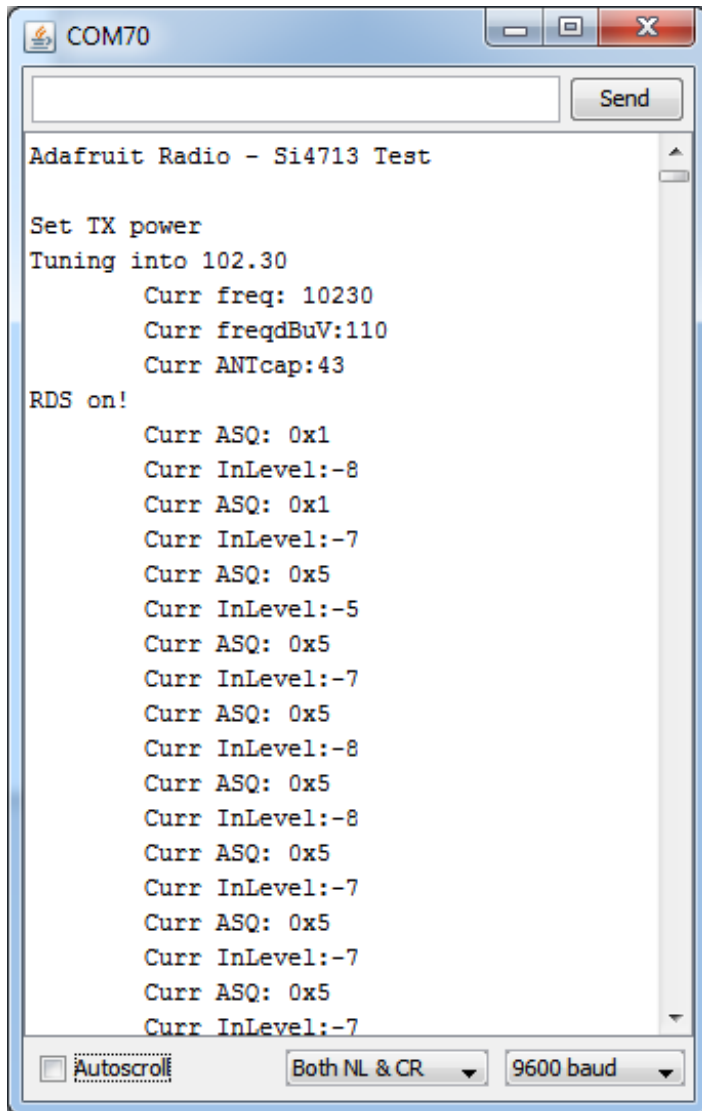 COM70
Send
Adafruit Radio - Si4713 Test
Set TX power
Tuning into 102.30
Curr freq: 10230
Curr freqdBuV:110
Curr ANTcap:43
RDS on!
Curr ASQ: 0x1
Curr InLevel:-8
Curr ASQ: 0x1
Curr InLevel:-7
Curr ASQ: 0x5
Curr InLevel:-5
Curr ASQ: 0x5
Curr InLevel:-7
Curr ASQ: 0x5
Curr InLevel:-8
Curr ASQ: 0x5
Curr InLevel:-8
Curr ASQ: 0x5
Curr InLevel:-7
Curr ASQ: 0x5
Curr InLevel:-7
Curr ASQ: 0x5
Curr InLevel:-7
Autoscroll Both NL & CR 9600 baud